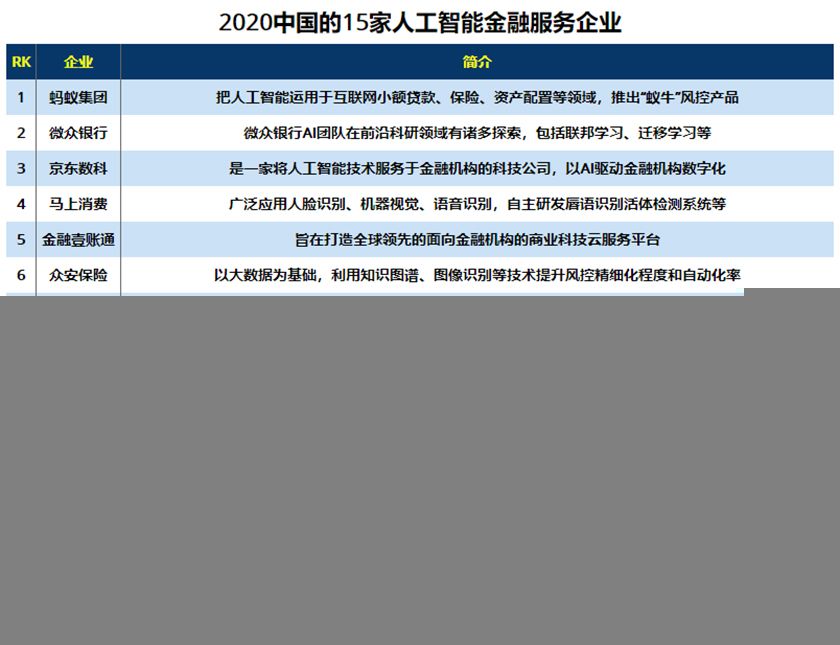 2020中国的15家人工智能金融服务企业
RK 企业 简介
1 蚂蚁集团 把人工智能运用于互联网小额贷款、保险、资产配置等领域，推出“蚁牛”风控产品
2 微众银行 微众银行AI团队在前沿科研领域有诸多探索，包括联邦学习、迁移学习等
3 京东数科 是一家将人工智能技术服务于金融机构的科技公司，以AI驱动金融机构数字化
4 马上消费 广泛应用人脸识别、机器视觉、语音识别，自主研发唇语识别活体检测系统等
5 金融壹账通 旨在打造全球领先的面向金融机构的商业科技云服务平台
6 众安保险 以大数据为基础，利用知识图谱、图像识别等技术提升风控精细化程度和自动化率